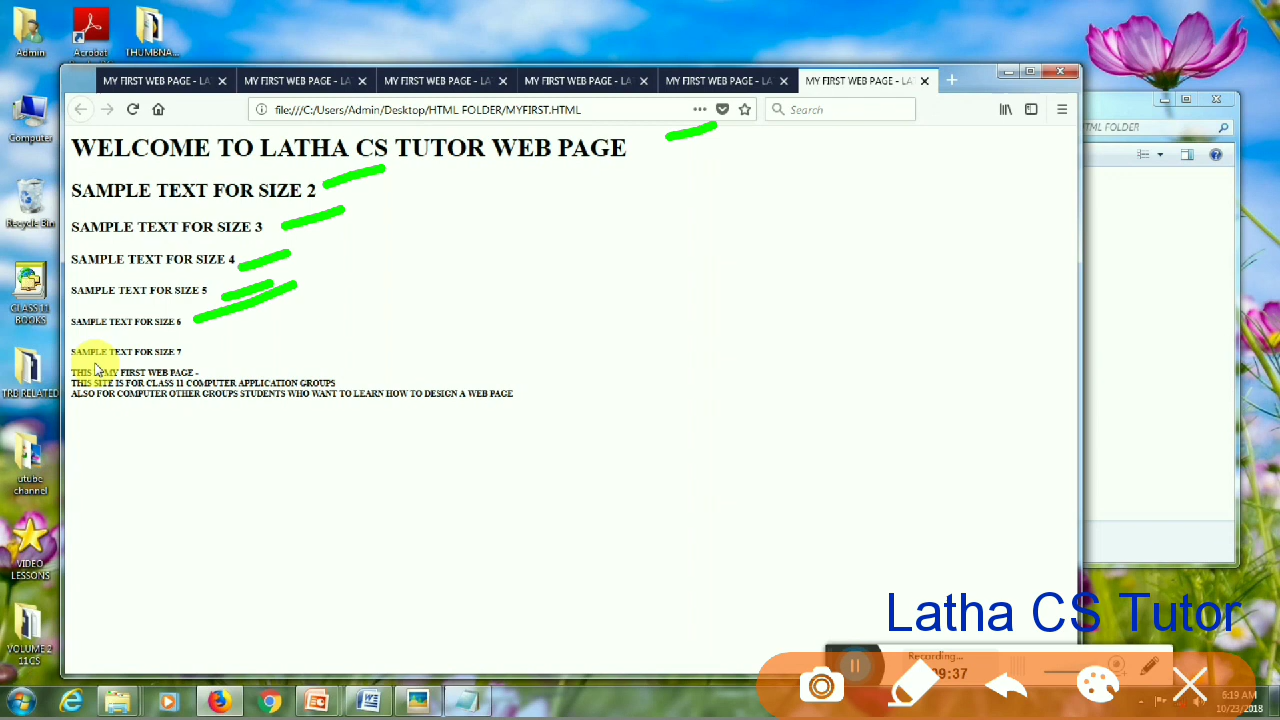 Admin
Acrobat
THUMBNA...
MY FIRST WEB PAGE - LA
MY FIRST WEB PAGE - LA
MY FIRST WEB PAGE - LA
MY FIRST WEB PAGE - LA
MY FIRST WEB PAGE - LA
MY FIRST WEB PAGE - LA
file:///C:/Users/Admin/Desktop/HTML FOLDER/MYFIRST.HTML
Search
HTML FOLDER
Computer
WELCOME TO LATHA CS TUTOR WEB PAGE
SAMPLE TEXT FOR SIZE 2
Recycle Bin
SAMPLE TEXT FOR SIZE 3
SAMPLE TEXT FOR SIZE 4
SAMPLE TEXT FOR SIZE 5
CLASS 11
BOOKS
SAMPLE TEXT FOR SIZE 6
SAMPLE TEXT FOR SIZE 7
THIS MY FIRST WEB PAGE -
THIS SITE IS FOR CLASS 11 COMPUTER APPLICATION GROUPS
ALSO FOR COMPUTER OTHER GROUPS STUDENTS WHO WANT TO LEARN HOW TO DESIGN A WEB PAGE
TRB RELATED
utube
channel
VIDEO
LESSONS
Latha CS Tutor
VOLUME 2
11CS
Recording...
09:37
6:19 AM
10/23/2018